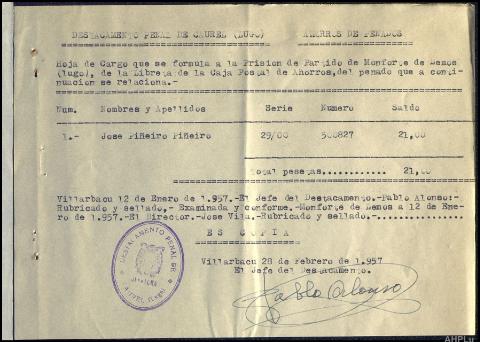 DESTACAMENTO PENAL DE CAUREL (LUGO) AHORROS DE PENADOS
Hoja de Cargo que se formula a la Prision de Partido de Monforte de Lemos
(lugo), de la Libreta de la Caja Postal de Ahorros,del penado que a conti-
nuacion se relaciona.-
Num. Nombres y Apellidos Serie Numero Saldo
1.- Jose Piñeiro Piñeiro 29/00 21,00
Total pesetas............ 21,00
Villarbacu 12 de Enero de 1.957.-El Jefe del Destacamento.-Pablo Alonso:-
Rubricado y sellado,- Examinada y conforme.-Monforte de Lemos a 12 de Ene-
ro de 1.957.-El Director.-Jose Vila.-Rubricado y sellado.-...............
ES COPIA
Villarbacu 28 de Febrero de 1.957
El Jefe del Destacamento.
DESTACAMENTO PENAL DE
Pablo Alonso
AHPLu